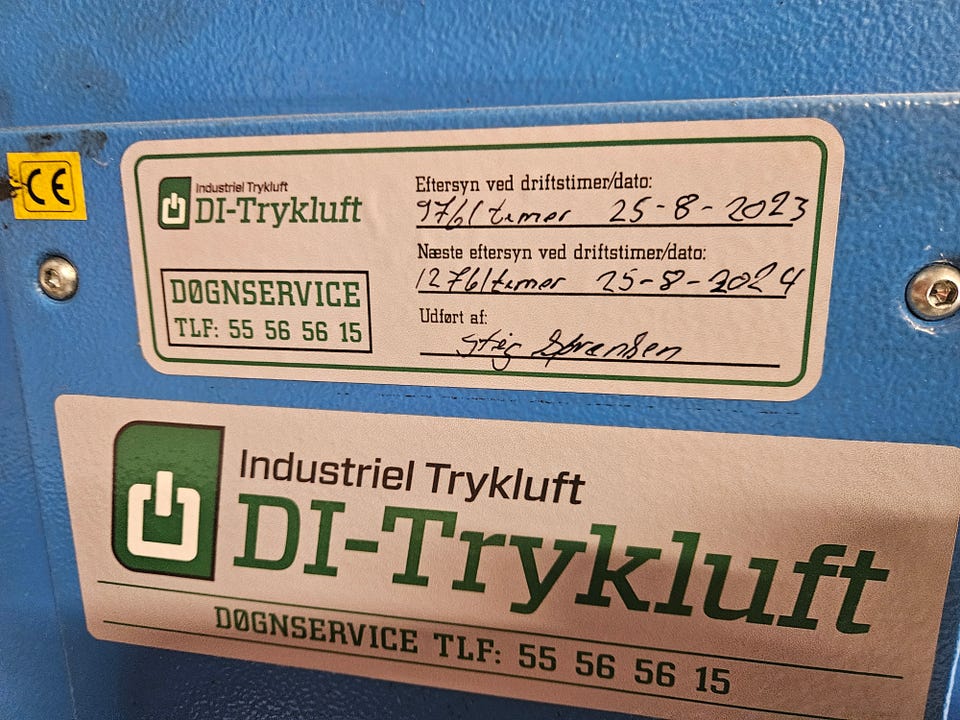 CE
Industriel Trykluft
DI-Trykluft
DØGNSERVICE
TLF: 55 56 56 15
Eftersyn ved driftstimer/dato:
9761 timer 25-8-2023
Næste eftersyn ved driftstimer/dato:
12761 timer 25-8-2024
Udført af:
Stig Sørensen
Industriel Trykluft
DI-Trykluft
DØGNSERVICE TLF: 55 56 56 15